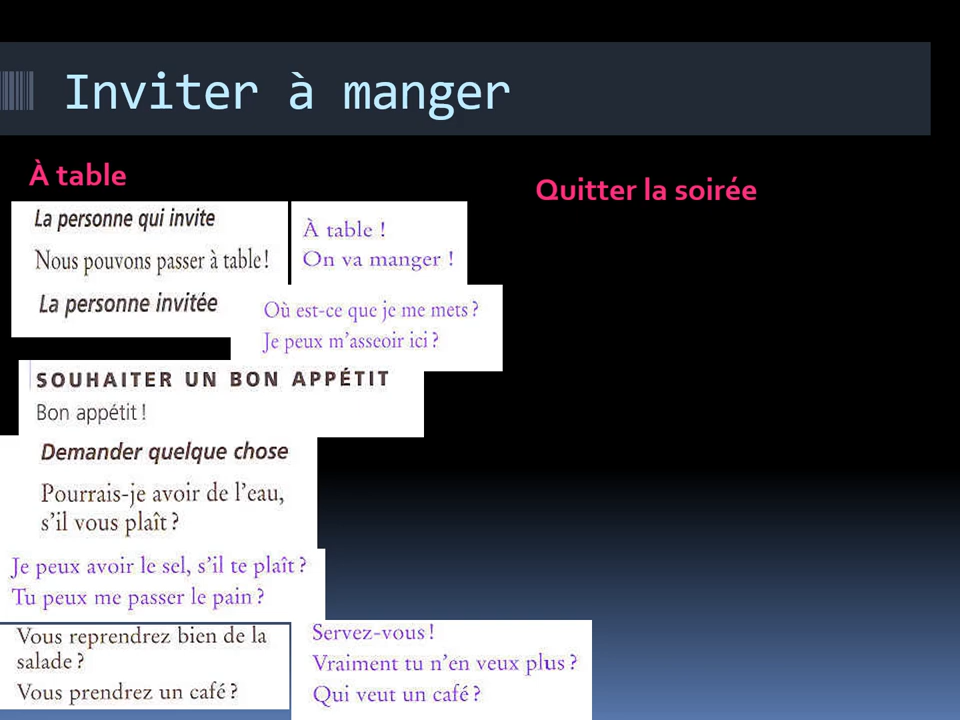 Inviter à manger
À table
Quitter la soirée
La personne qui invite
Nous pouvons passer à table !
La personne invitée
À table !
On va manger !
Où est-ce que je me mets ?
Je peux m'asseoir ici ?
SOUHAITER UN BON APPÉTIT
Bon appétit !
Demander quelque chose
Pourrais-je avoir de l'eau,
s'il vous plaît ?
Je peux avoir le sel, s'il te plaît ?
Tu peux me passer le pain ?
Vous reprendrez bien de la
salade ?
Vous prendrez un café ?
Servez-vous !
Vraiment tu n'en veux plus ?
Qui veut un café ?